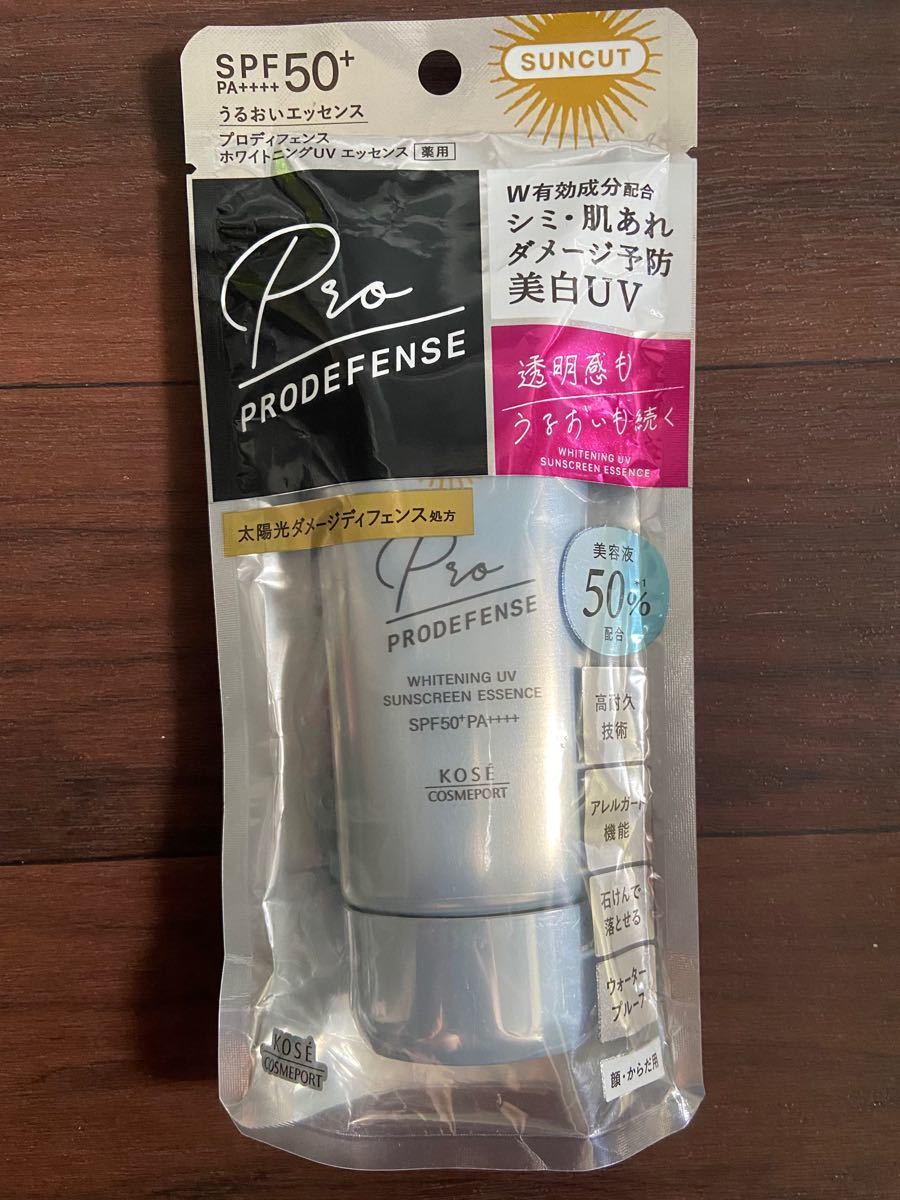 SPF50+
PA++++
うるおいエッセンス
プロディフェンス
ホワイトニングUV エッセンス 薬用
SUNCUT
Pro
PRODEFENSE
W有効成分配合
シミ・肌あれ
ダメージ予防
美白UV
透明感も
うるおいも続く
WHITENING UV
SUNSCREEN ESSENCE
太陽光ダメージディフェンス処方
Pro
PRODEFENSE
WHITENING UV
SUNSCREEN ESSENCE
SPF50+PA++++
KOSÉ
COSMEPORT
美容液
50%*1
配合
高耐久
技術
アレルガード
機能
石けんで
落とせる
ウォーター
プルーフ
顔・からだ用
KOSÉ
COSMEPORT